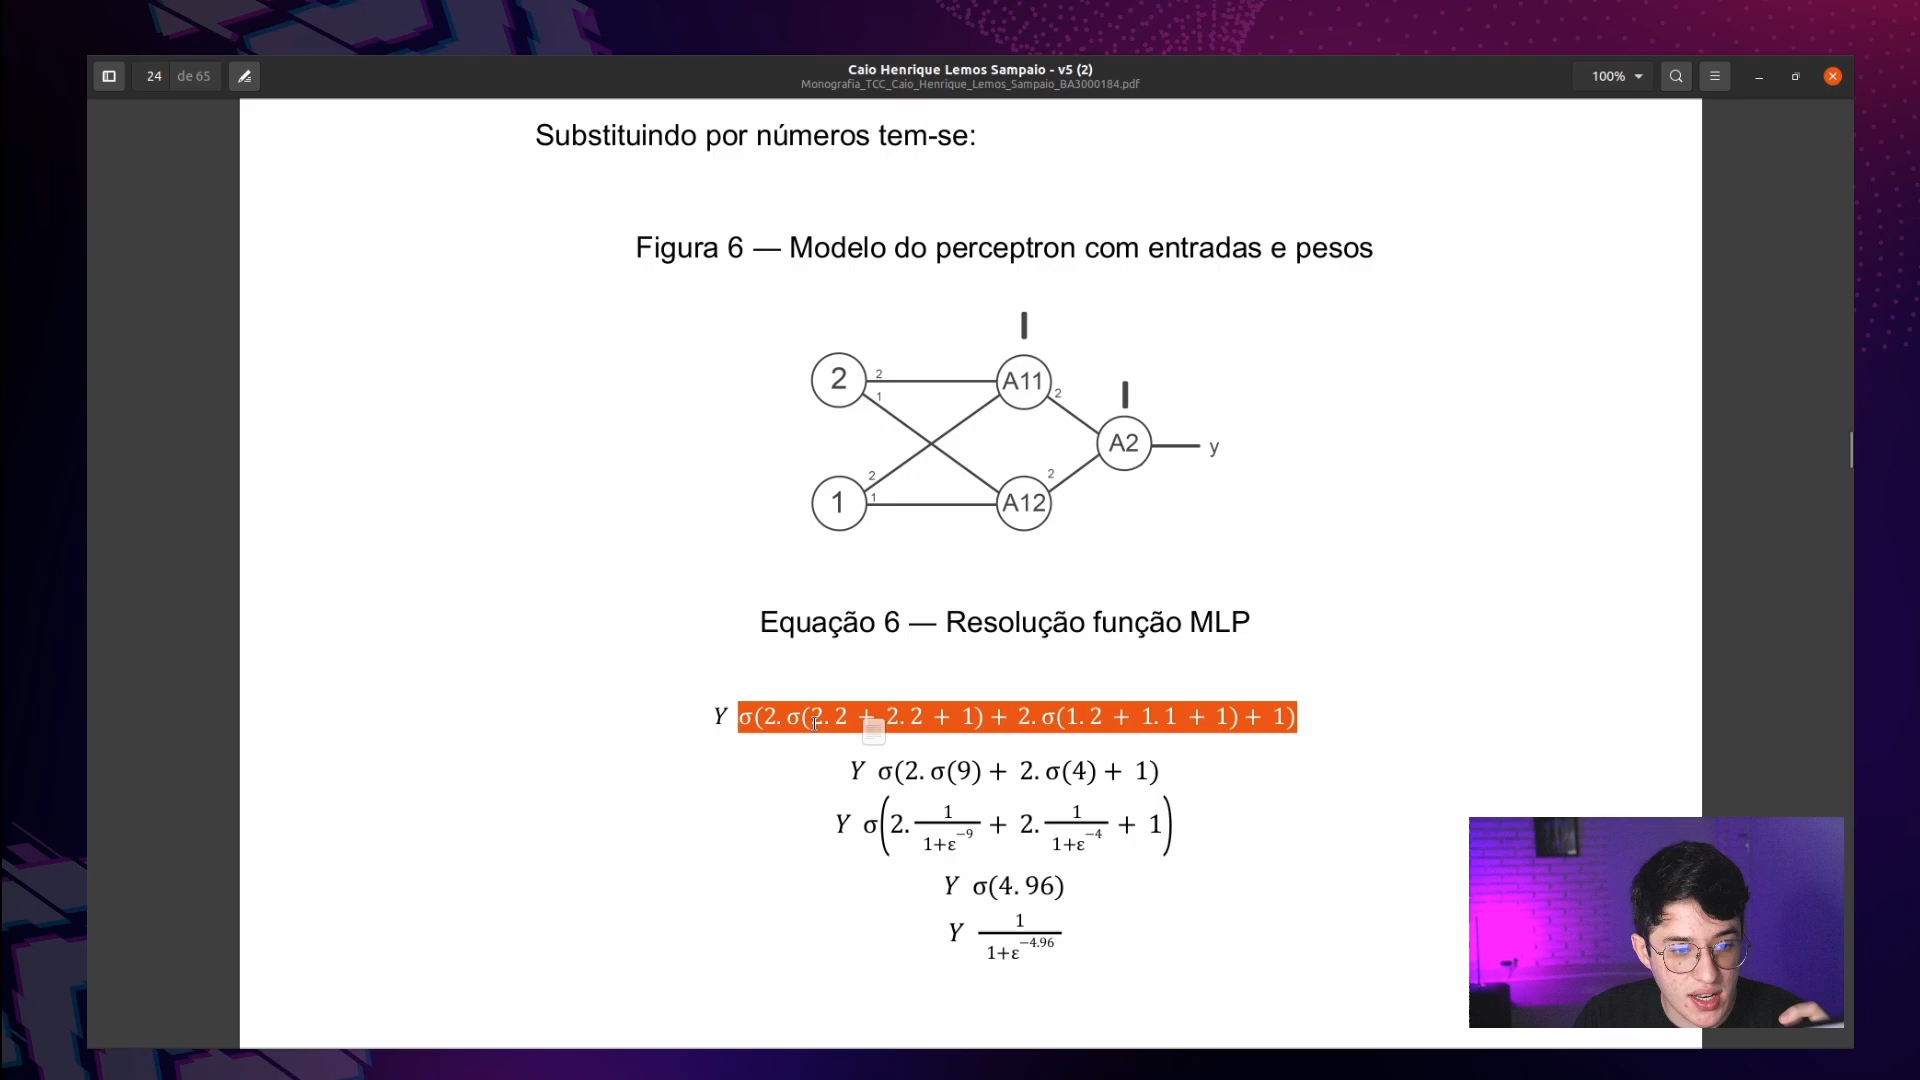 24 de 65
Caio Henrique Lemos Sampaio - v5 (2)
Monografia_TCC_Caio_Henrique_Lemos_Sampaio_BA3000184.pdf
100%
Substituindo por números tem-se:
Figura 6 — Modelo do perceptron com entradas e pesos
2 2 1 A11 2
A2 y
1 2 1 A12 2
Equação 6 — Resolução função MLP
Y σ(2. σ(2. 2 + 2. 2 + 1) + 2. σ(1. 2 + 1. 1 + 1) + 1)
Y σ(2. σ(9) + 2. σ(4) + 1)
Y σ(2. 1/(1+ε^−9) + 2. 1/(1+ε^−4) + 1)
Y σ(4. 96)
Y 1/(1+ε^−4.96)